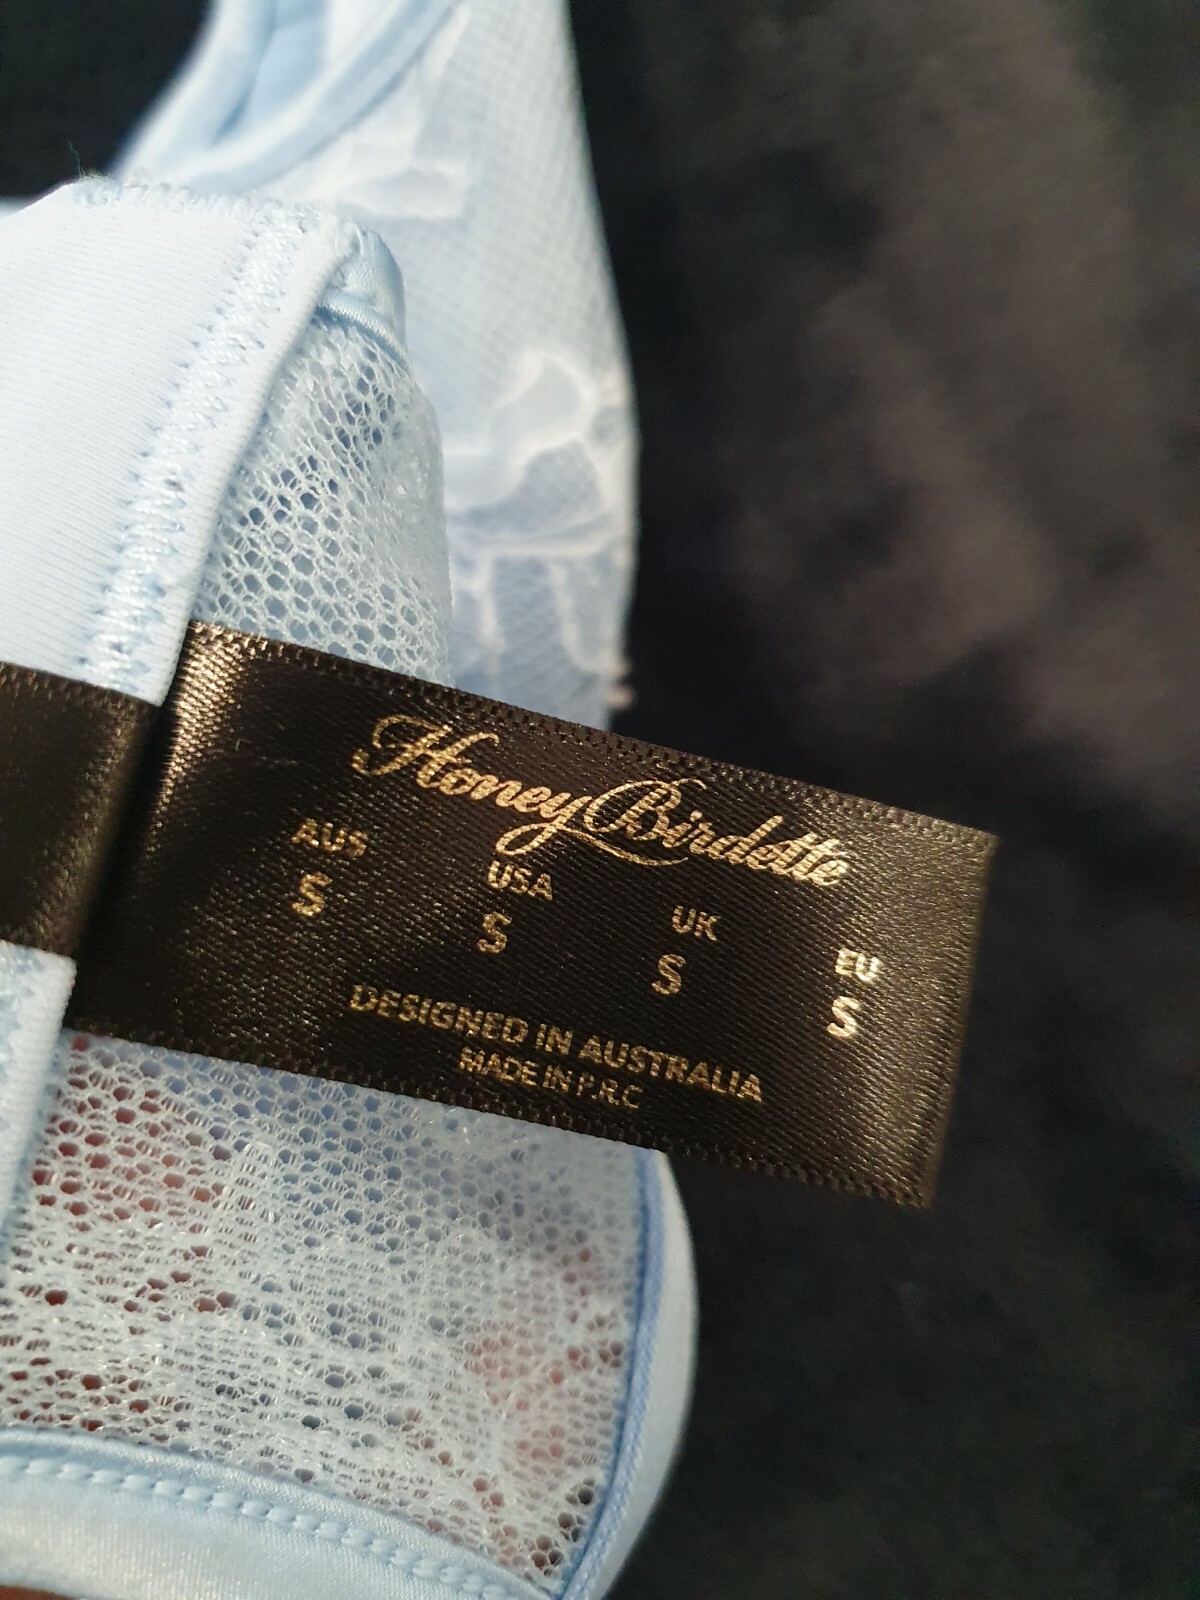 Honey Birdette
AUS USA UK EU
S S S S
DESIGNED IN AUSTRALIA
MADE IN P.R.C